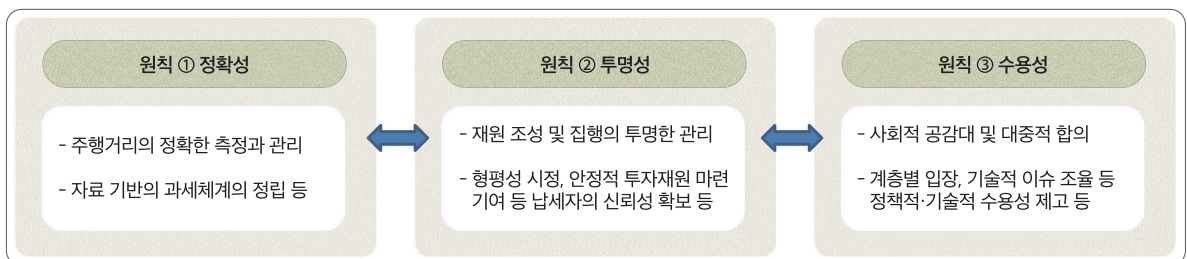 원칙 ① 정확성
- 주행거리의 정확한 측정과 관리
- 자료 기반의 과세체계의 정립 등
원칙 ② 투명성
- 재원 조성 및 집행의 투명한 관리
- 형평성 시정, 안정적 투자재원 마련
기여 등 납세자의 신뢰성 확보 등
원칙 ③ 수용성
- 사회적 공감대 및 대중적 합의
- 계층별 입장, 기술적 이슈 조율 등
정책적·기술적 수용성 제고 등